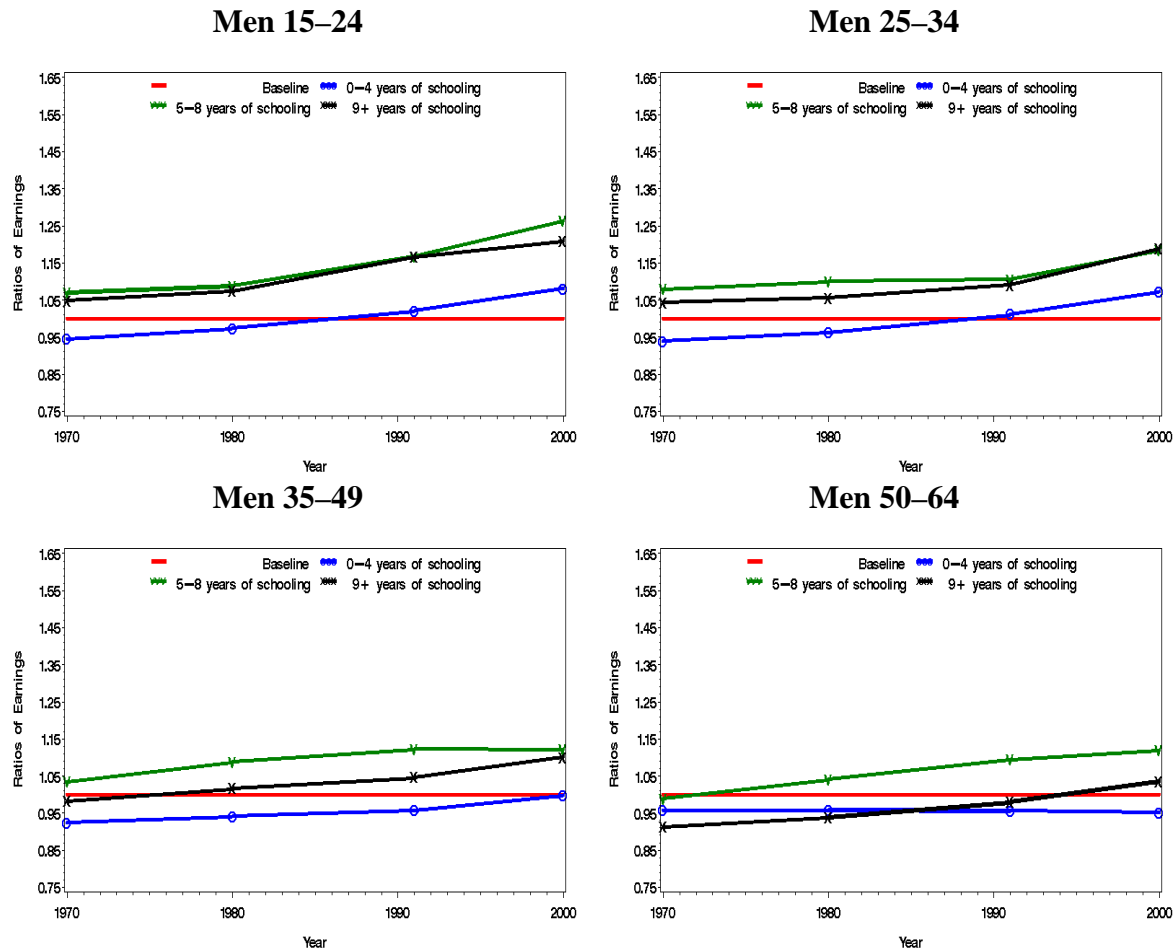 Men 15–24
Baseline 0–4 years of schooling
5–8 years of schooling 9+ years of schooling
Ratios of Earnings
1.65
1.55
1.45
1.35
1.25
1.15
1.05
0.95
0.85
0.75
1970 1980 1990 2000
Year
Men 25–34
Baseline 0–4 years of schooling
5–8 years of schooling 9+ years of schooling
Ratios of Earnings
1.65
1.55
1.45
1.35
1.25
1.15
1.05
0.95
0.85
0.75
1970 1980 1990 2000
Year
Men 35–49
Baseline 0–4 years of schooling
5–8 years of schooling 9+ years of schooling
Ratios of Earnings
1.65
1.55
1.45
1.35
1.25
1.15
1.05
0.95
0.85
0.75
1970 1980 1990 2000
Year
Men 50–64
Baseline 0–4 years of schooling
5–8 years of schooling 9+ years of schooling
Ratios of Earnings
1.65
1.55
1.45
1.35
1.25
1.15
1.05
0.95
0.85
0.75
1970 1980 1990 2000
Year